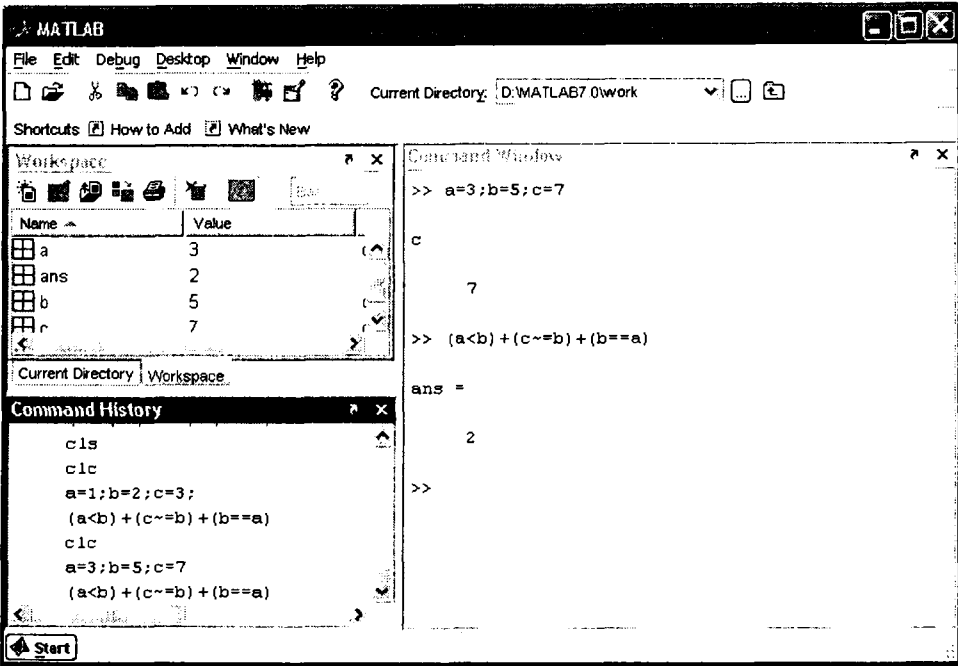 MATLAB
File Edit Debug Desktop Window Help
Current Directory: D:\MATLAB7 0\work
Shortcuts How to Add What's New
Workspace
Name Value
a 3
ans 2
b 5
c 7
Current Directory Workspace
Command History
cls
clc
a=1;b=2;c=3;
(a<b)+(c~=b)+(b==a)
clc
a=3;b=5;c=7
(a<b)+(c~=b)+(b==a)
Command Window
>> a=3;b=5;c=7
c
7
>> (a<b)+(c~=b)+(b==a)
ans =
2
>>
Start